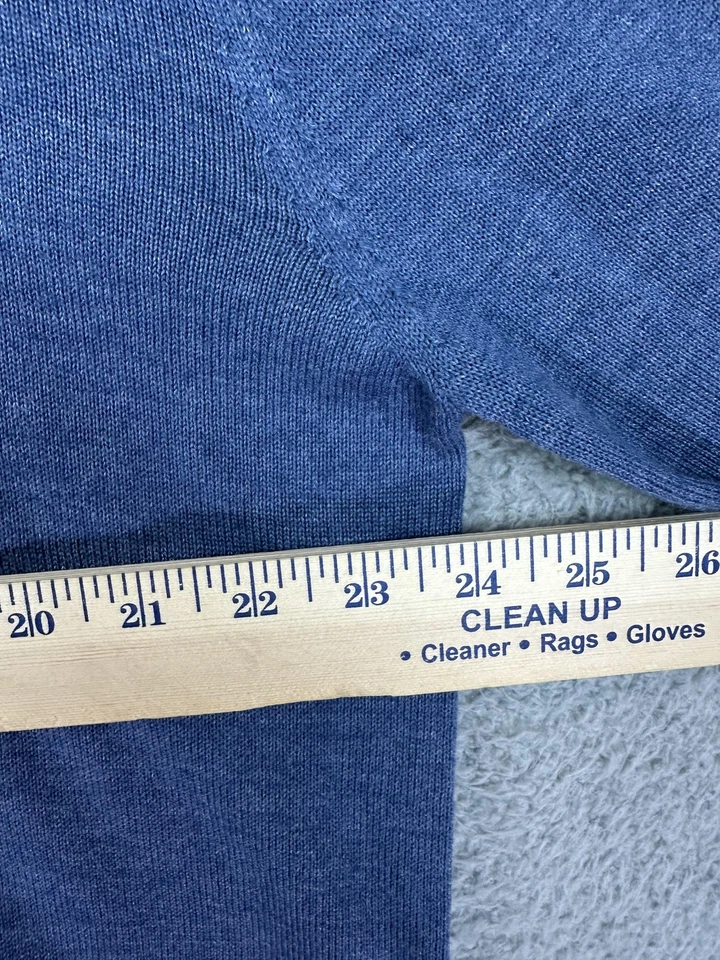 20 21 22 23 24 25 26
CLEAN UP
• Cleaner • Rags • Gloves